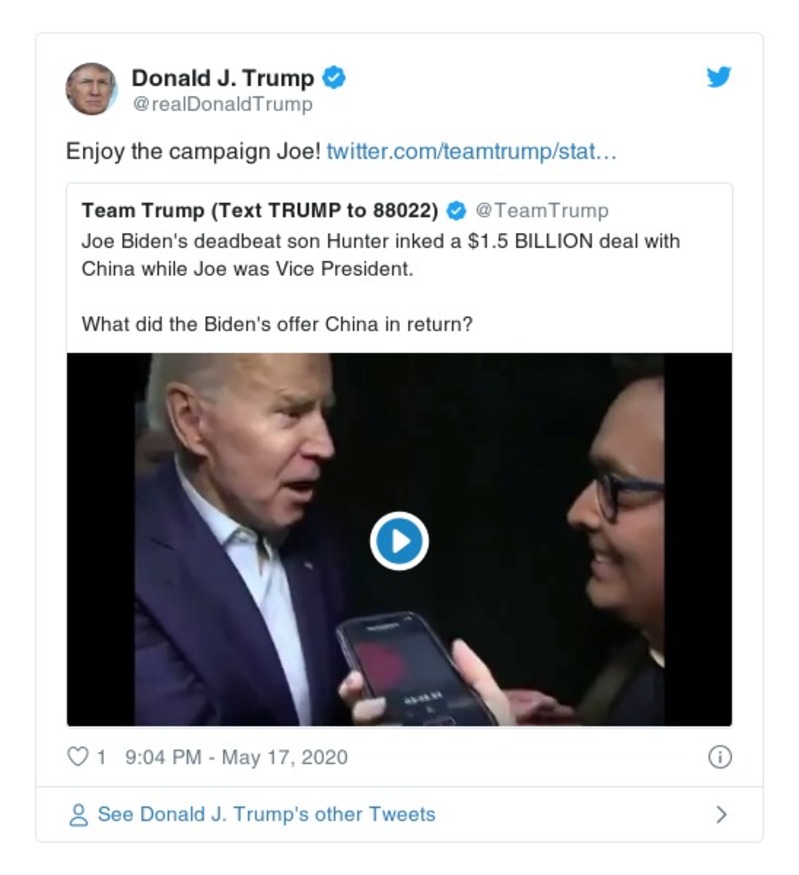 Donald J. Trump
@realDonaldTrump
Enjoy the campaign Joe! twitter.com/teamtrump/stat…
Team Trump (Text TRUMP to 88022) @TeamTrump
Joe Biden's deadbeat son Hunter inked a $1.5 BILLION deal with
China while Joe was Vice President.
What did the Biden's offer China in return?
1 9:04 PM - May 17, 2020
See Donald J. Trump's other Tweets